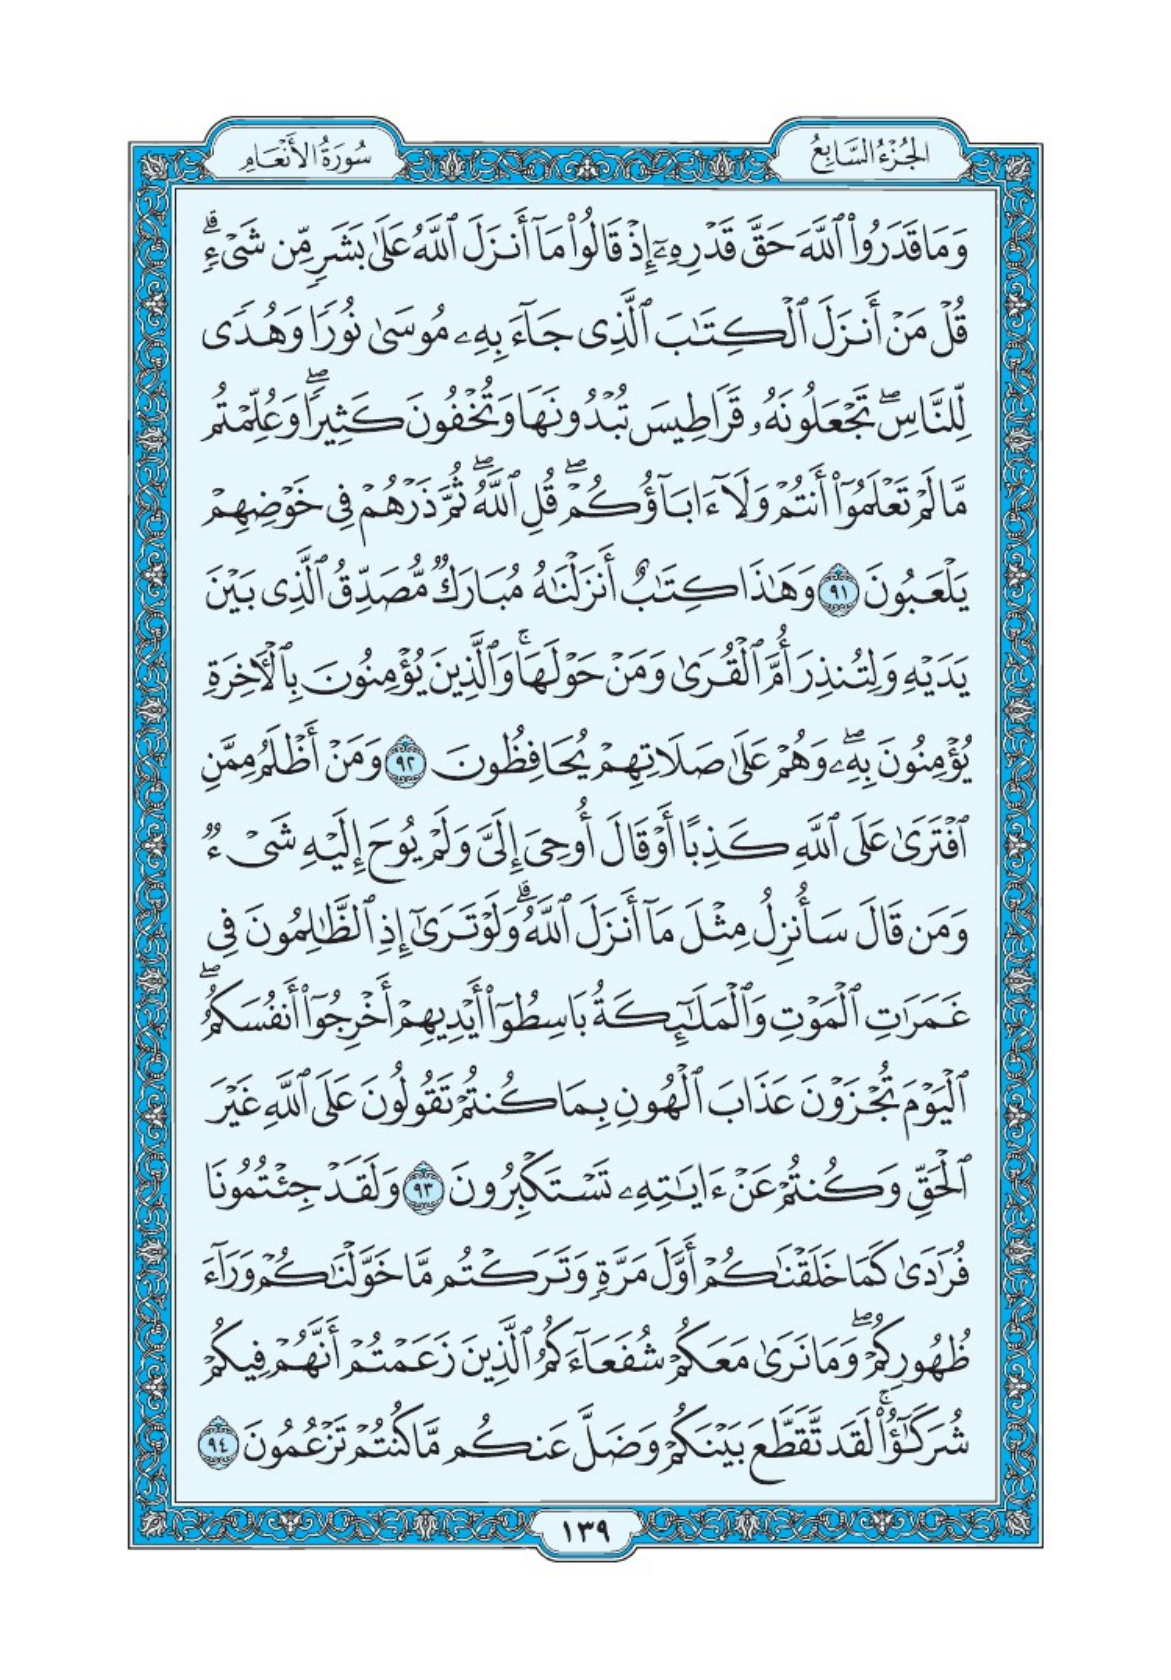 الجُزْءُ السَّابِعُ
سُورَةُ الأَنْعَامِ
وَمَا قَدَرُوا۟ ٱللَّهَ حَقَّ قَدْرِهِۦٓ إِذْ قَالُوا۟ مَآ أَنزَلَ ٱللَّهُ عَلَىٰ بَشَرٍ مِّن شَىْءٍ ۗ
قُلْ مَنْ أَنزَلَ ٱلْكِتَـٰبَ ٱلَّذِى جَآءَ بِهِۦ مُوسَىٰ نُورًا وَهُدًى
لِّلنَّاسِ ۖ تَجْعَلُونَهُۥ قَرَاطِيسَ تُبْدُونَهَا وَتُخْفُونَ كَثِيرًا ۖ وَعُلِّمْتُم
مَّا لَمْ تَعْلَمُوٓا۟ أَنتُمْ وَلَآ ءَابَآؤُكُمْ ۖ قُلِ ٱللَّهُ ۖ ثُمَّ ذَرْهُمْ فِى خَوْضِهِمْ
يَلْعَبُونَ ٩١ وَهَـٰذَا كِتَـٰبٌ أَنزَلْنَـٰهُ مُبَارَكٌ مُّصَدِّقُ ٱلَّذِى بَيْنَ
يَدَيْهِ وَلِتُنذِرَ أُمَّ ٱلْقُرَىٰ وَمَنْ حَوْلَهَا ۚ وَٱلَّذِينَ يُؤْمِنُونَ بِٱلْـَٔاخِرَةِ
يُؤْمِنُونَ بِهِۦ ۖ وَهُمْ عَلَىٰ صَلَاتِهِمْ يُحَافِظُونَ ٩٢ وَمَنْ أَظْلَمُ مِمَّنِ
ٱفْتَرَىٰ عَلَى ٱللَّهِ كَذِبًا أَوْ قَالَ أُوحِىَ إِلَىَّ وَلَمْ يُوحَ إِلَيْهِ شَىْءٌ
وَمَن قَالَ سَأُنزِلُ مِثْلَ مَآ أَنزَلَ ٱللَّهُ ۗ وَلَوْ تَرَىٰٓ إِذِ ٱلظَّـٰلِمُونَ فِى
غَمَرَٰتِ ٱلْمَوْتِ وَٱلْمَلَـٰٓئِكَةُ بَاسِطُوٓا۟ أَيْدِيهِمْ أَخْرِجُوٓا۟ أَنفُسَكُمُ ۖ
ٱلْيَوْمَ تُجْزَوْنَ عَذَابَ ٱلْهُونِ بِمَا كُنتُمْ تَقُولُونَ عَلَى ٱللَّهِ غَيْرَ
ٱلْحَقِّ وَكُنتُمْ عَنْ ءَايَـٰتِهِۦ تَسْتَكْبِرُونَ ٩٣ وَلَقَدْ جِئْتُمُونَا
فُرَٰدَىٰ كَمَا خَلَقْنَـٰكُمْ أَوَّلَ مَرَّةٍ وَتَرَكْتُم مَّا خَوَّلْنَـٰكُمْ وَرَآءَ
ظُهُورِكُمْ ۖ وَمَا نَرَىٰ مَعَكُمْ شُفَعَآءَكُمُ ٱلَّذِينَ زَعَمْتُمْ أَنَّهُمْ فِيكُمْ
شُرَكَـٰٓؤُا۟ ۚ لَقَد تَّقَطَّعَ بَيْنَكُمْ وَضَلَّ عَنكُم مَّا كُنتُمْ تَزْعُمُونَ ٩٤
١٣٩